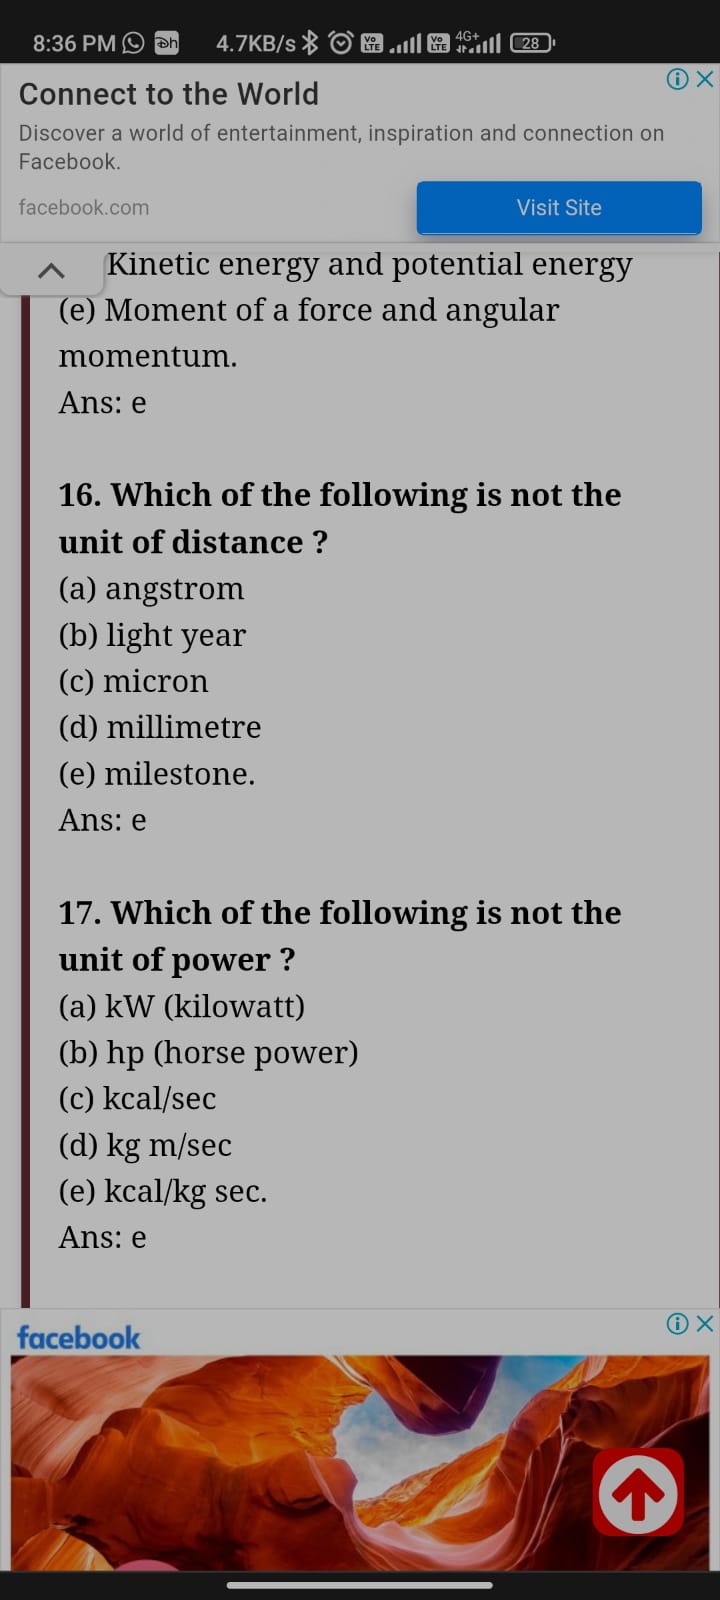 8:36 PM 4.7KB/s Vo LTE Vo LTE 4G+ 28
Connect to the World
Discover a world of entertainment, inspiration and connection on
Facebook.
facebook.com
Visit Site
Kinetic energy and potential energy
(e) Moment of a force and angular
momentum.
Ans: e
16. Which of the following is not the
unit of distance ?
(a) angstrom
(b) light year
(c) micron
(d) millimetre
(e) milestone.
Ans: e
17. Which of the following is not the
unit of power ?
(a) kW (kilowatt)
(b) hp (horse power)
(c) kcal/sec
(d) kg m/sec
(e) kcal/kg sec.
Ans: e
facebook